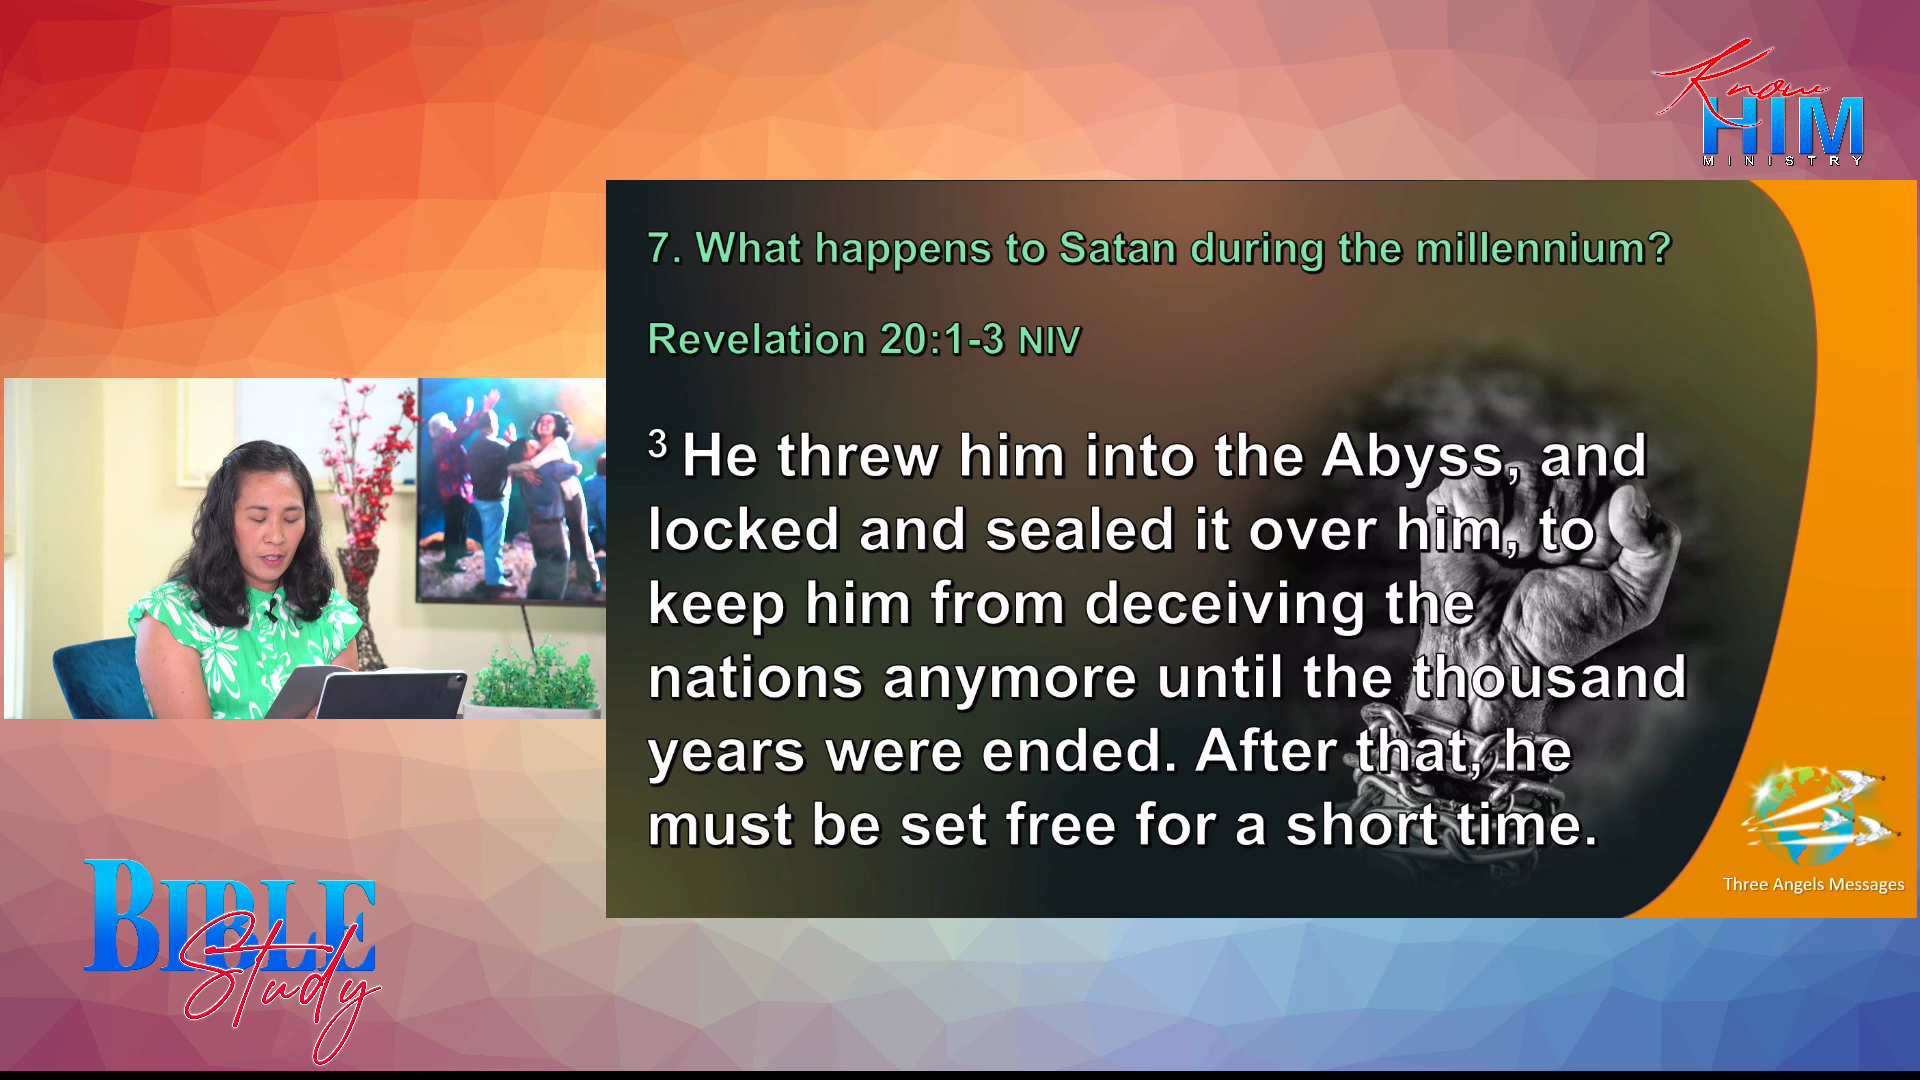 Know
HIM
MINISTRY
7. What happens to Satan during the millennium?
Revelation 20:1-3 NIV
3 He threw him into the Abyss, and
locked and sealed it over him, to
keep him from deceiving the
nations anymore until the thousand
years were ended. After that, he
must be set free for a short time.
Three Angels Messages
BIBLE
Study